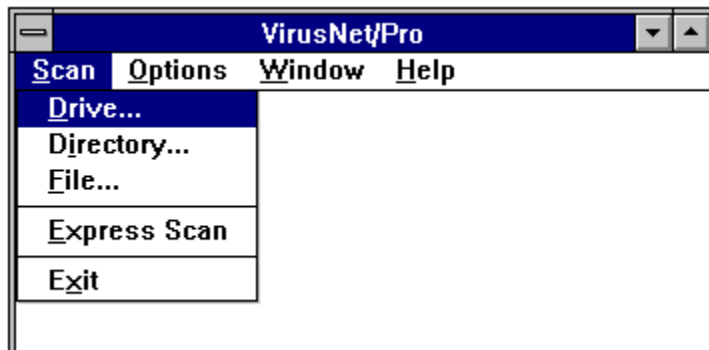 VirusNet/Pro
Scan Options Window Help
Drive...
Directory...
File...
Express Scan
Exit